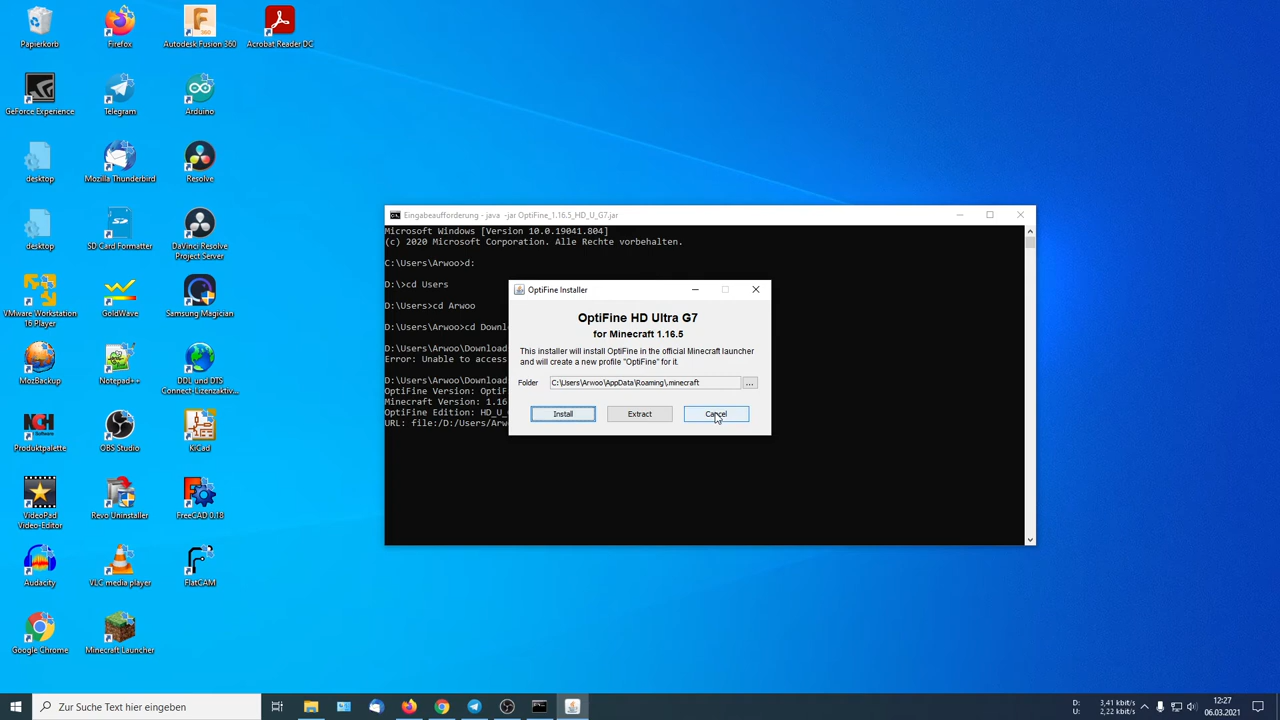 Papierkorb
Firefox
Autodesk Fusion 360
Acrobat Reader DC
GeForce Experience
Telegram
Arduino
desktop
Mozilla Thunderbird
Resolve
desktop
SD Card Formatter
DaVinci Resolve
Project Server
VMware Workstation
16 Player
GoldWave
Samsung Magician
MozBackup
Notepad++
DDL und DTS
Connect-Lizenzaktiv...
Produktpalette
OBS Studio
KiCad
VideoPad
Video-Editor
Revo Uninstaller
FreeCAD 0.18
Audacity
VLC media player
FlatCAM
Google Chrome
Minecraft Launcher
Eingabeaufforderung - java -jar OptiFine_1.16.5_HD_U_G7.jar
Microsoft Windows [Version 10.0.19041.804]
(c) 2020 Microsoft Corporation. Alle Rechte vorbehalten.
C:\Users\Arwoo>d:
D:\>cd Users
D:\Users>cd Arwoo
D:\Users\Arwoo>cd Downl
D:\Users\Arwoo\Download
Error: Unable to access
D:\Users\Arwoo\Download
OptiFine Version: OptiF
Minecraft Version: 1.16
OptiFine Edition: HD_U_
URL: file:/D:/Users/Arw
OptiFine Installer
OptiFine HD Ultra G7
for Minecraft 1.16.5
This installer will install OptiFine in the official Minecraft launcher
and will create a new profile "OptiFine" for it.
Folder C:\Users\Arwoo\AppData\Roaming\.minecraft ...
Install Extract Cancel
Zur Suche Text hier eingeben
D: 3,41 kbit/s
U: 2,22 kbit/s
12:27
06.03.2021